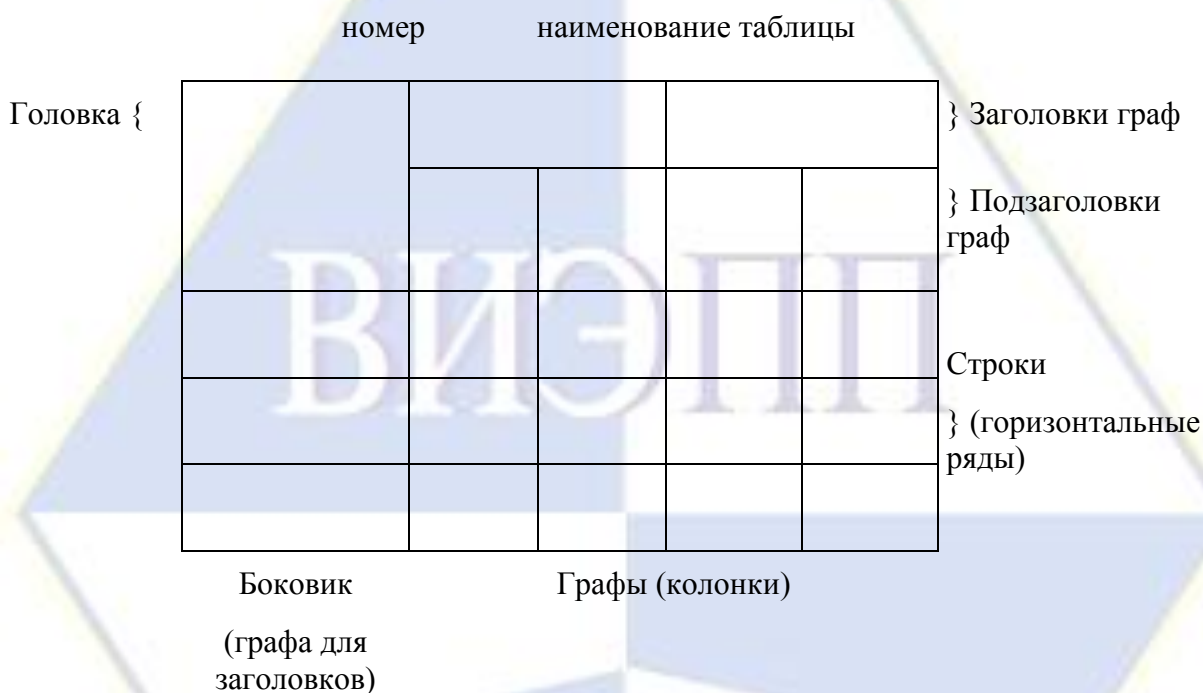 номер наименование таблицы
Головка {
} Заголовки граф
} Подзаголовки
граф
ВИЭПП
Строки
} (горизонтальные
ряды)
Боковик
Графы (колонки)
(графа для
заголовков)